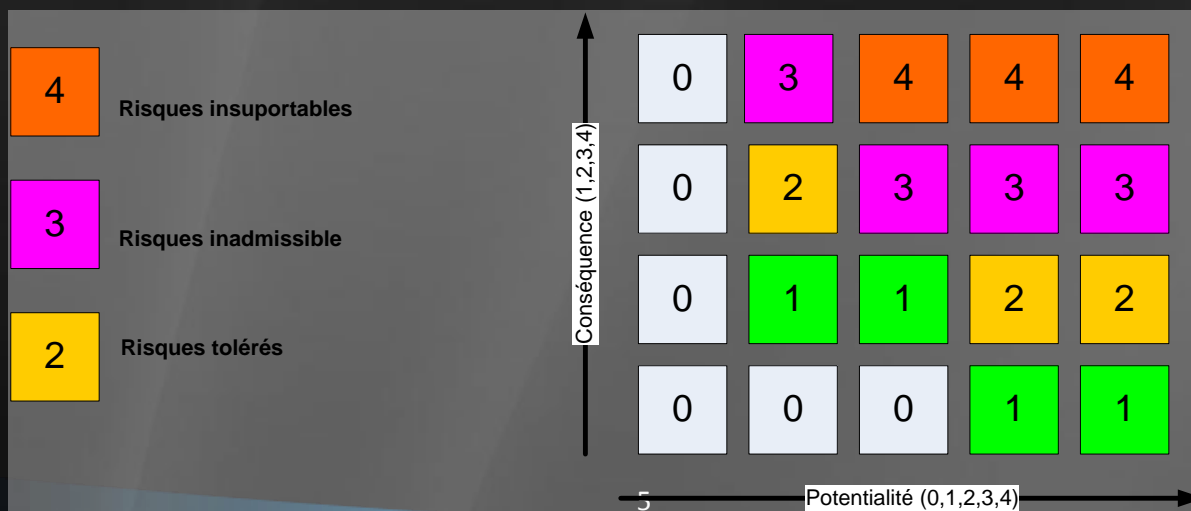 4
Risques insuportables
3
Risques inadmissible
2
Risques tolérés
Conséquence (1,2,3,4)
0 3 4 4 4
0 2 3 3 3
0 1 1 2 2
0 0 0 1 1
5
Potentialité (0,1,2,3,4)